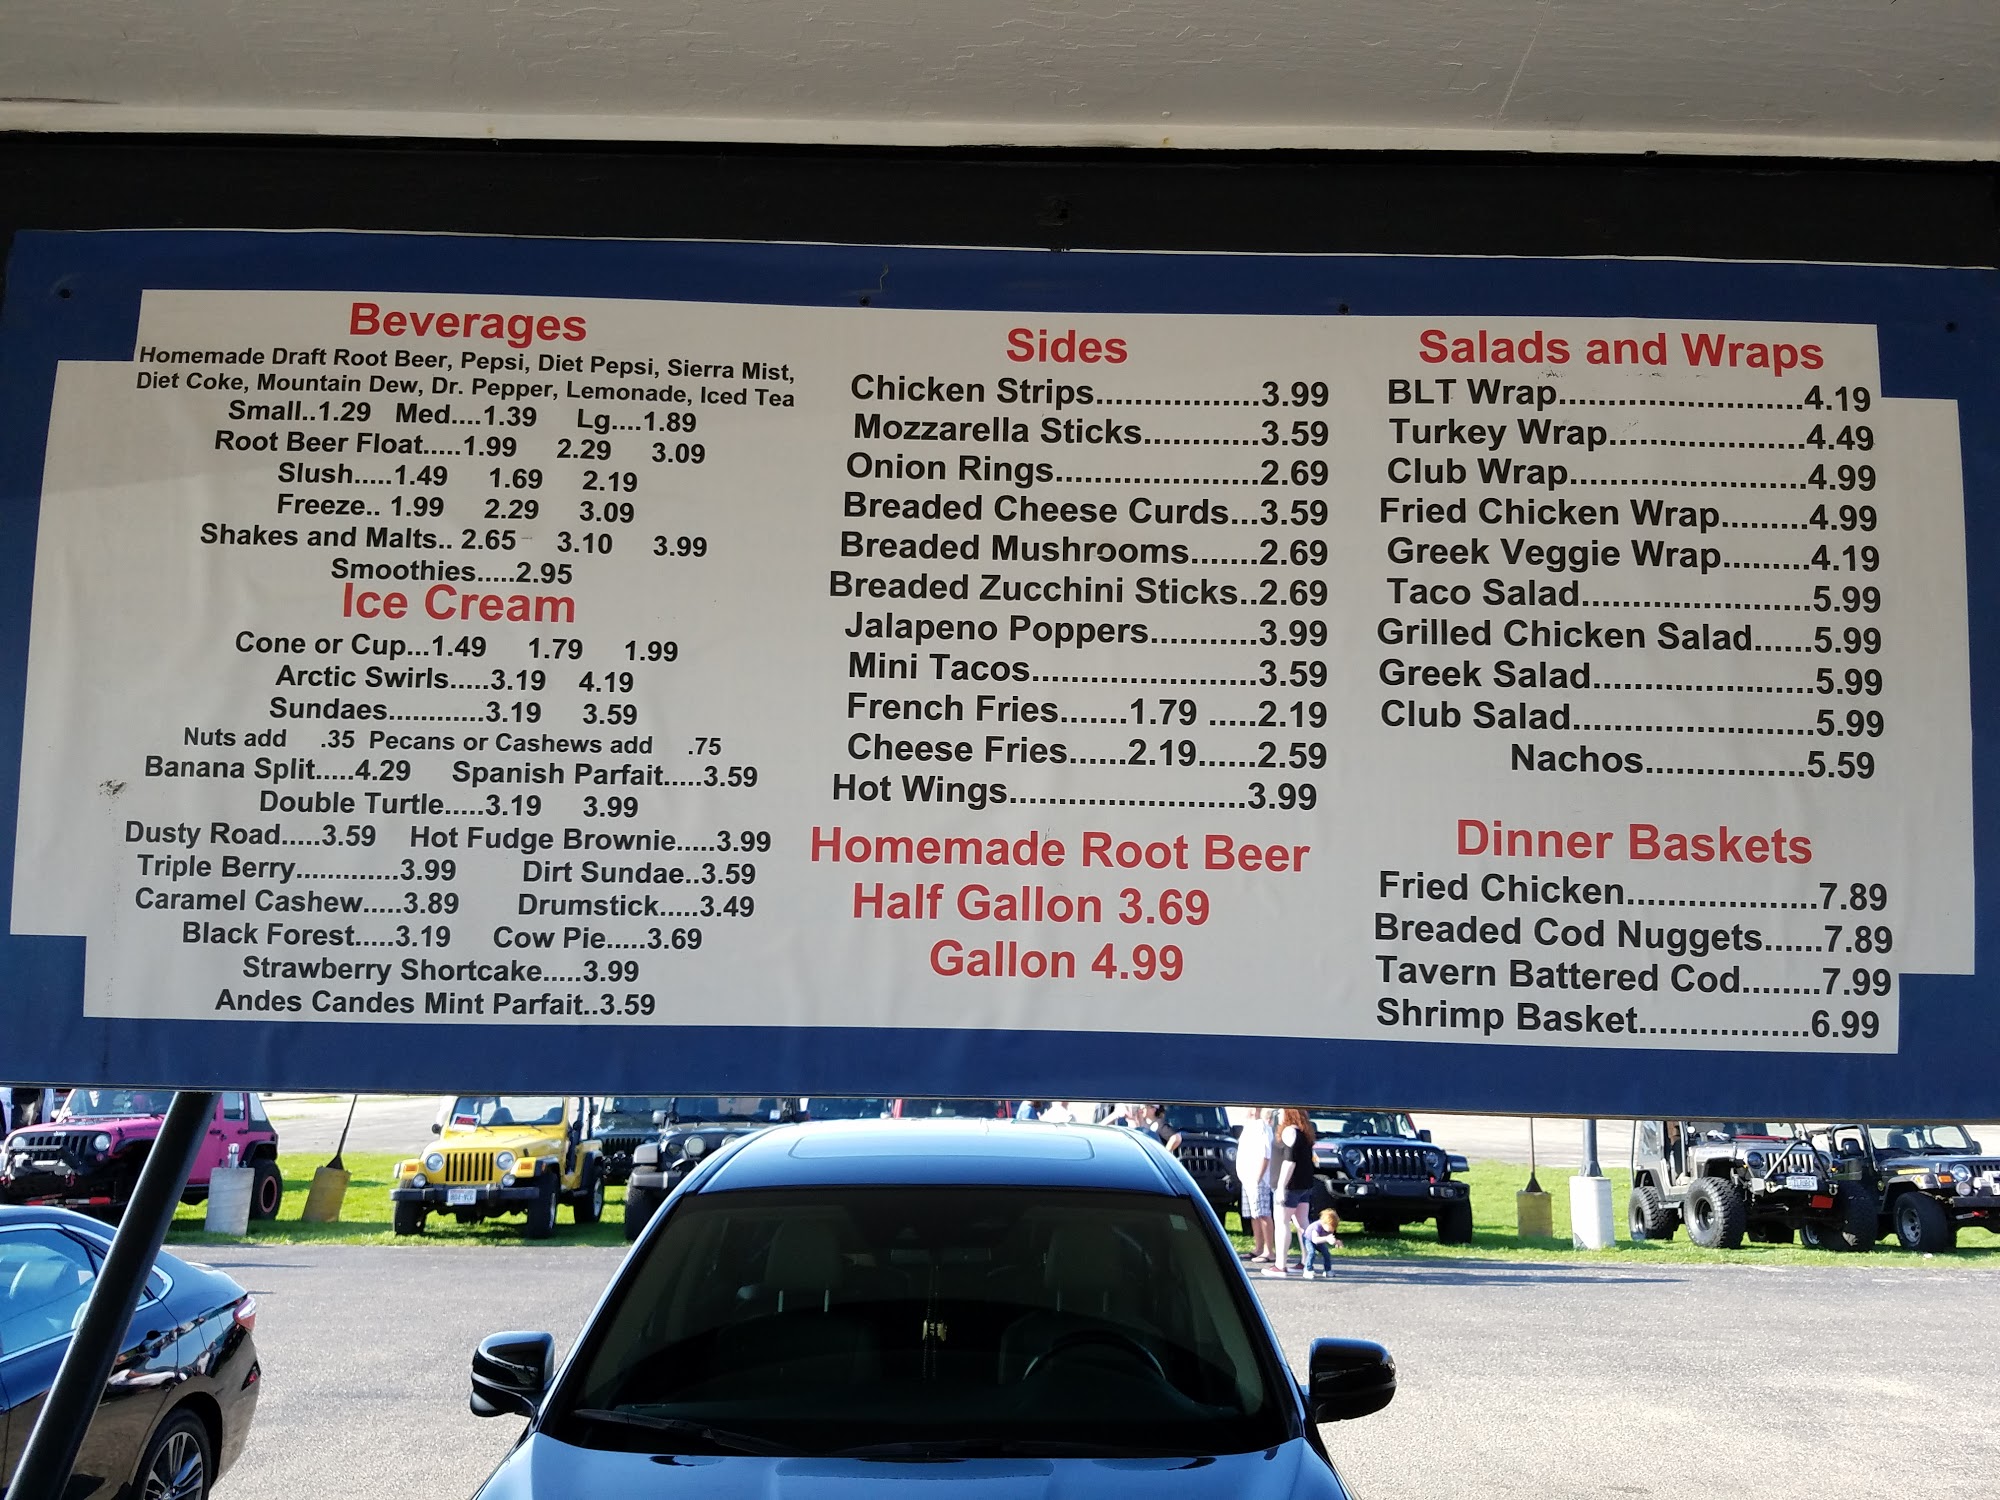 Beverages
Homemade Draft Root Beer, Pepsi, Diet Pepsi, Sierra Mist,
Diet Coke, Mountain Dew, Dr. Pepper, Lemonade, Iced Tea
Small..1.29 Med....1.39 Lg....1.89
Root Beer Float.....1.99 2.29 3.09
Slush.....1.49 1.69 2.19
Freeze.. 1.99 2.29 3.09
Shakes and Malts.. 2.65 3.10 3.99
Smoothies.....2.95
Ice Cream
Cone or Cup...1.49 1.79 1.99
Arctic Swirls.....3.19 4.19
Sundaes............3.19 3.59
Nuts add .35 Pecans or Cashews add .75
Banana Split.....4.29 Spanish Parfait.....3.59
Double Turtle.....3.19 3.99
Dusty Road.....3.59 Hot Fudge Brownie.....3.99
Triple Berry.............3.99 Dirt Sundae..3.59
Caramel Cashew.....3.89 Drumstick.....3.49
Black Forest.....3.19 Cow Pie.....3.69
Strawberry Shortcake.....3.99
Andes Candes Mint Parfait..3.59
Sides
Chicken Strips.................3.99
Mozzarella Sticks............3.59
Onion Rings.....................2.69
Breaded Cheese Curds...3.59
Breaded Mushrooms.......2.69
Breaded Zucchini Sticks..2.69
Jalapeno Poppers...........3.99
Mini Tacos.......................3.59
French Fries.......1.79 .....2.19
Cheese Fries......2.19......2.59
Hot Wings........................3.99
Homemade Root Beer
Half Gallon 3.69
Gallon 4.99
Salads and Wraps
BLT Wrap.........................4.19
Turkey Wrap....................4.49
Club Wrap........................4.99
Fried Chicken Wrap.........4.99
Greek Veggie Wrap.........4.19
Taco Salad.......................5.99
Grilled Chicken Salad......5.99
Greek Salad......................5.99
Club Salad........................5.99
Nachos................5.59
Dinner Baskets
Fried Chicken...................7.89
Breaded Cod Nuggets......7.89
Tavern Battered Cod........7.99
Shrimp Basket.................6.99